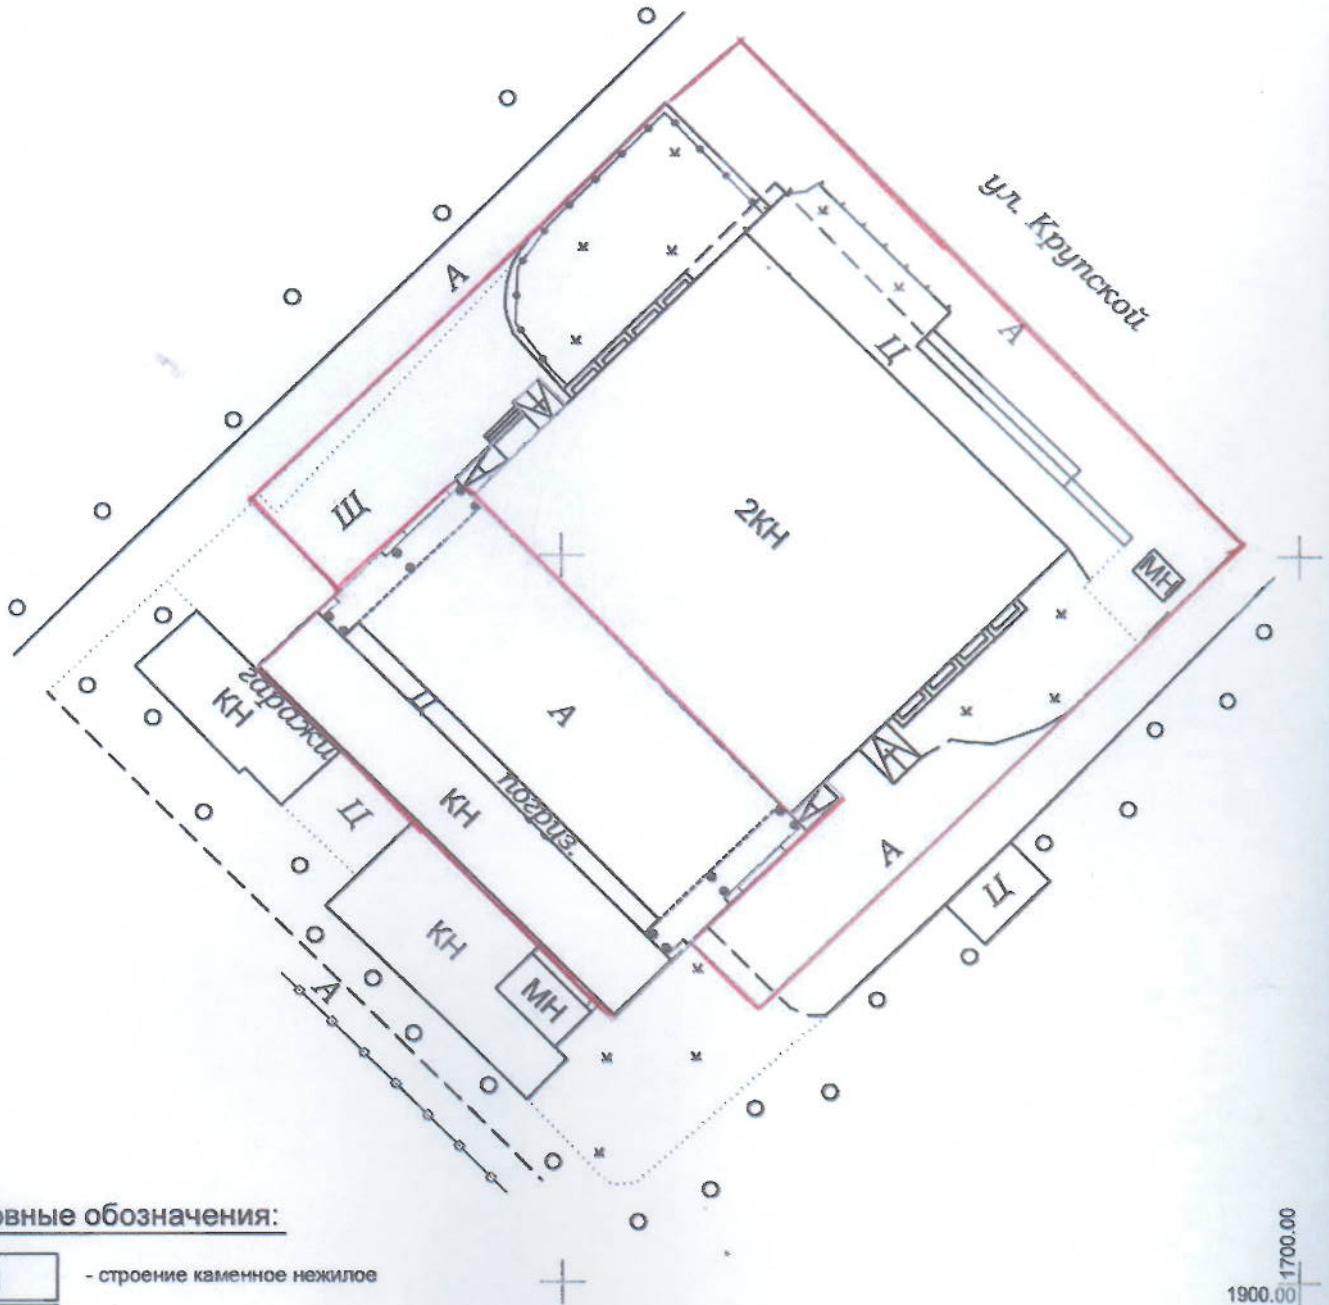 ул. Крупской
А
А
Ц
Щ
2КН
МН
А
гаражи
КН
Ц
КН
погруз.
Ц
А
Ц
КН
МН
А
овные обозначения:
- строение каменное нежилое
1700.00
1900.00